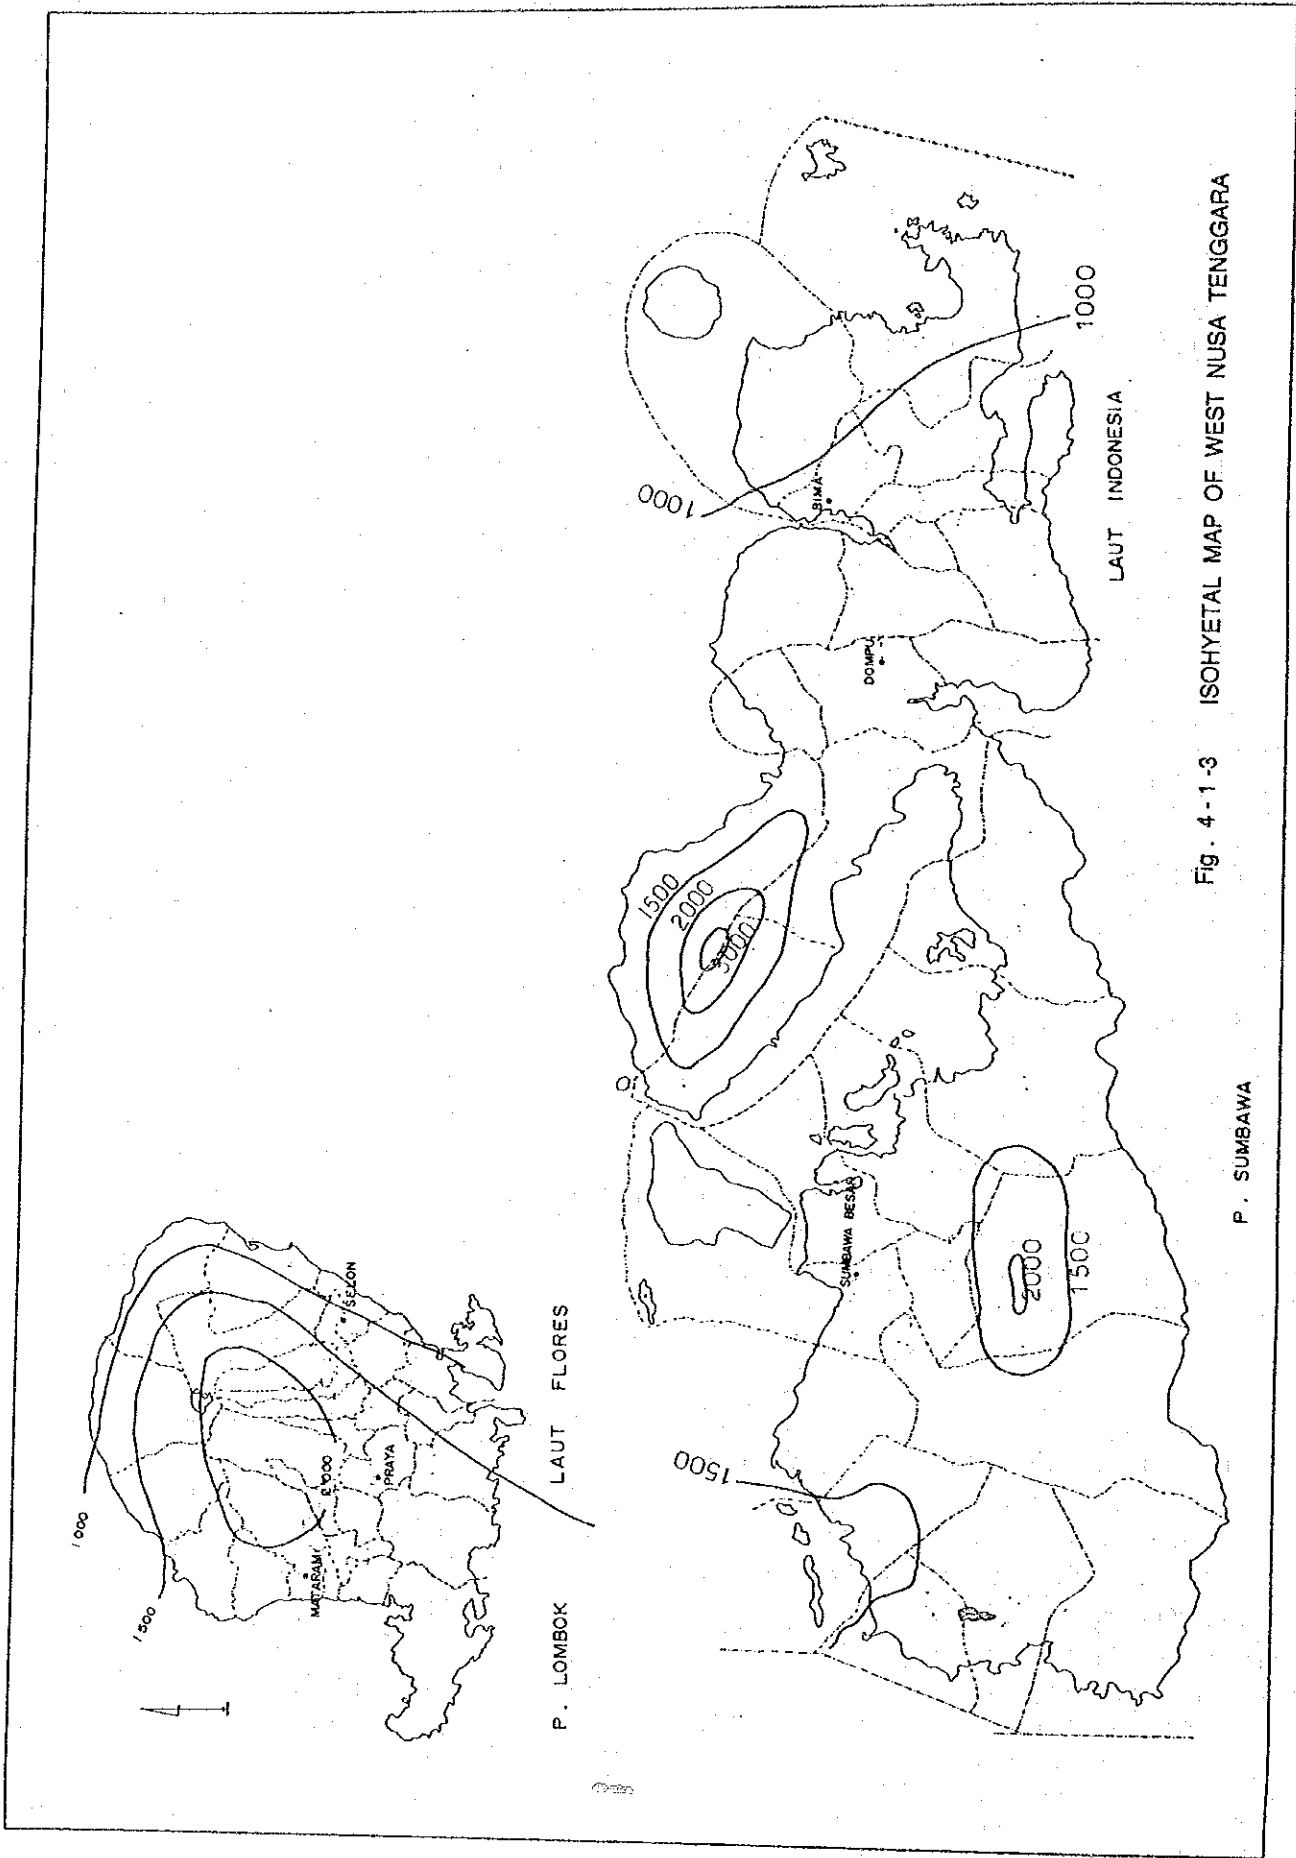 1000
1500
MATARAM
2000
PRAYA
SELON
P. LOMBOK
LAUT FLORES
1500
2000
3000
1000
BIMA
DOMPU
SUMBAWA BESAR
1500
2000
1500
1000
LAUT INDONESIA
P. SUMBAWA
Fig. 4-1-3 ISOHYETAL MAP OF WEST NUSA TENGGARA